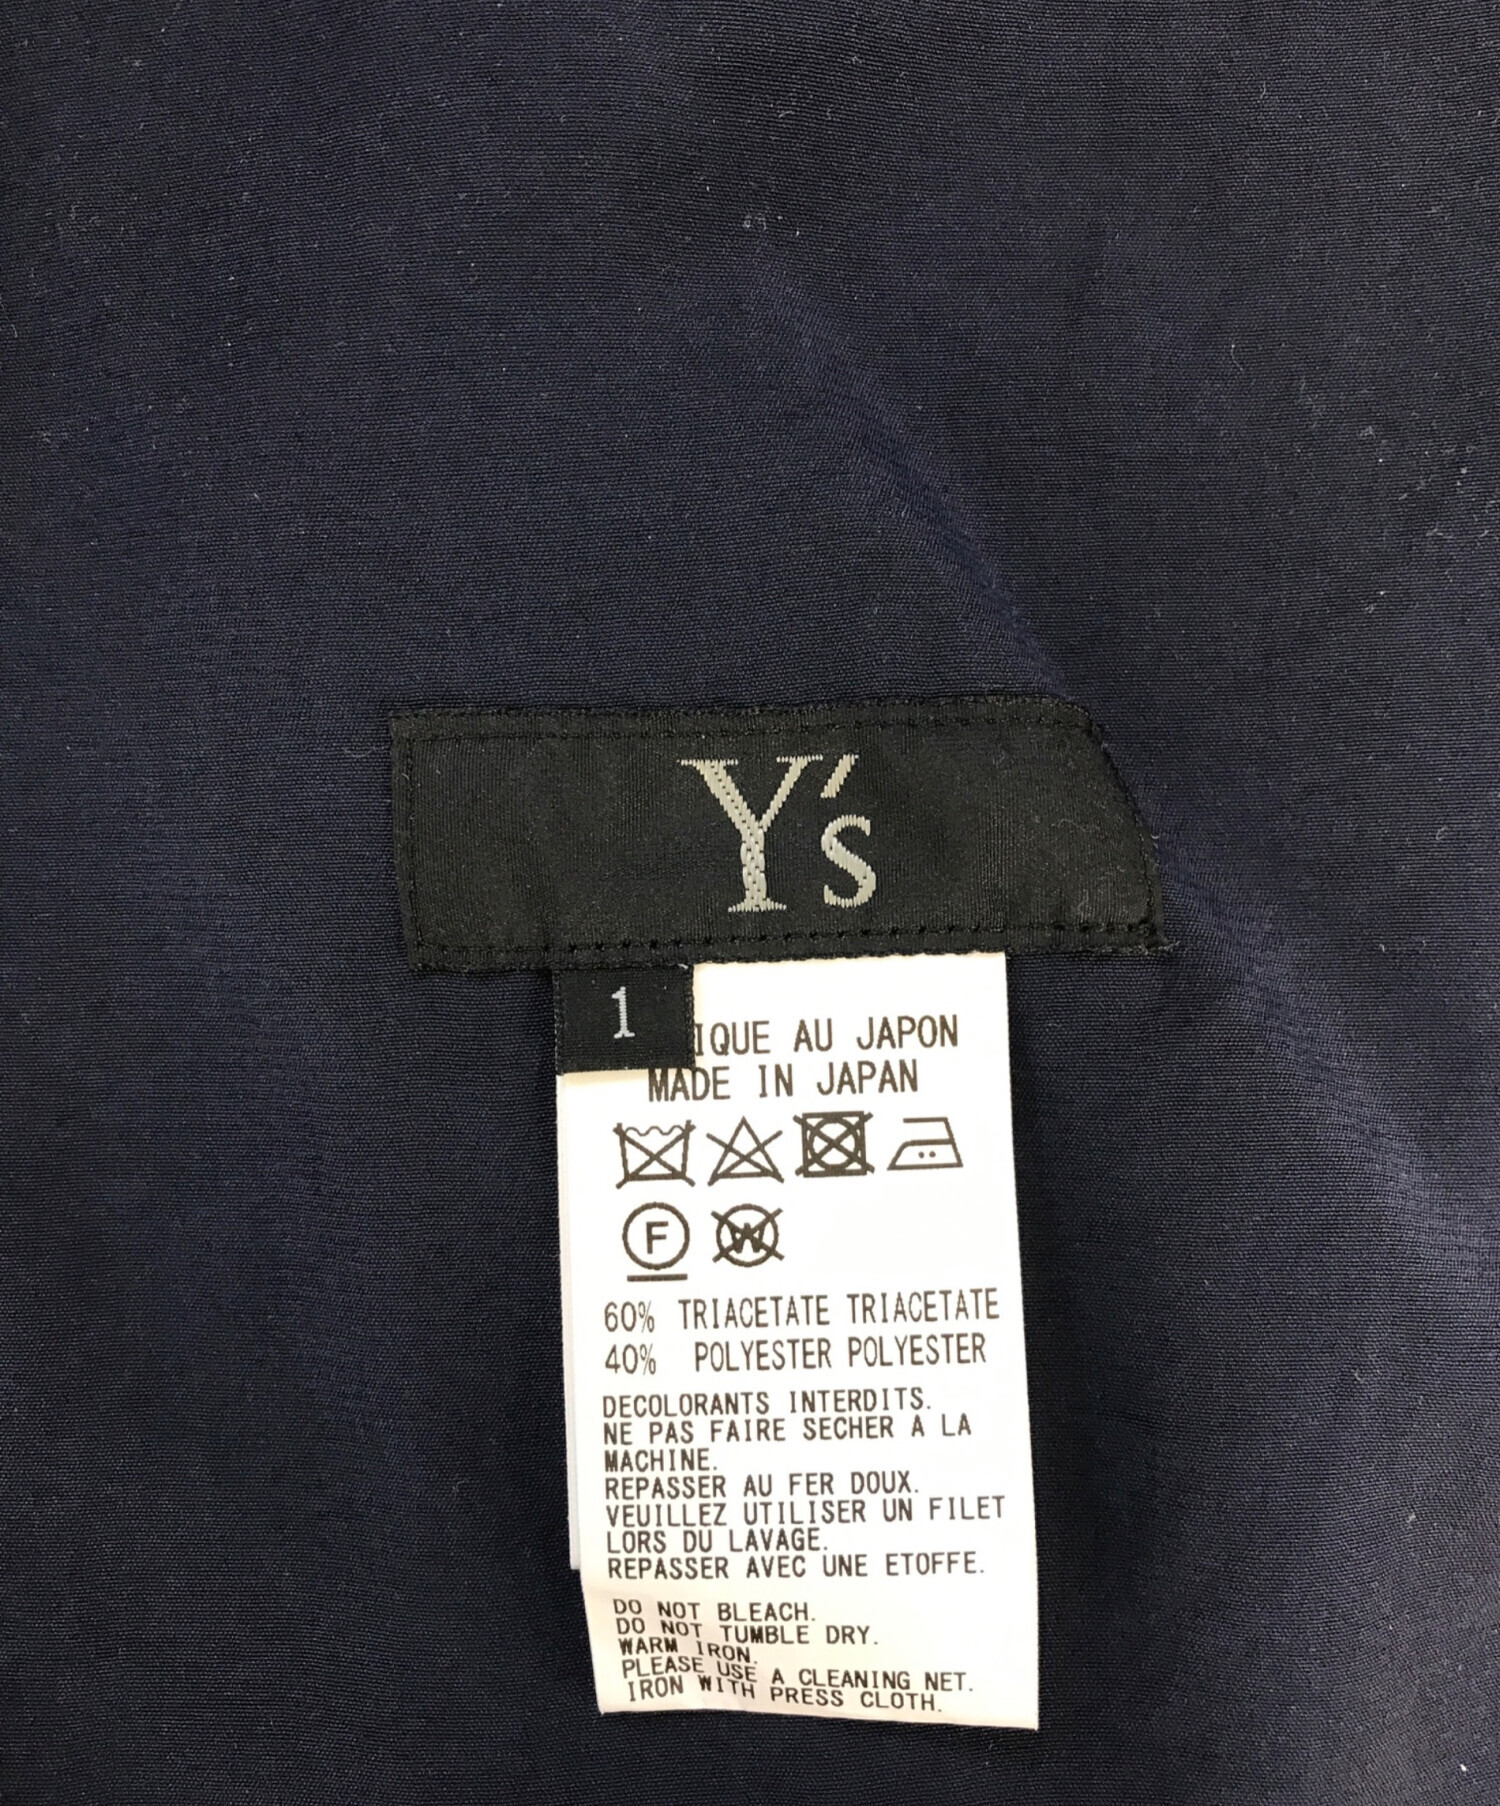 Y's
1
IQUE AU JAPON
MADE IN JAPAN
F
W
60% TRIACETATE TRIACETATE
40% POLYESTER POLYESTER
DECOLORANTS INTERDITS.
NE PAS FAIRE SECHER A LA
MACHINE.
REPASSER AU FER DOUX.
VEUILLEZ UTILISER UN FILET
LORS DU LAVAGE.
REPASSER AVEC UNE ETOFFE.
DO NOT BLEACH.
DO NOT TUMBLE DRY.
WARM IRON.
PLEASE USE A CLEANING NET.
IRON WITH PRESS CLOTH.